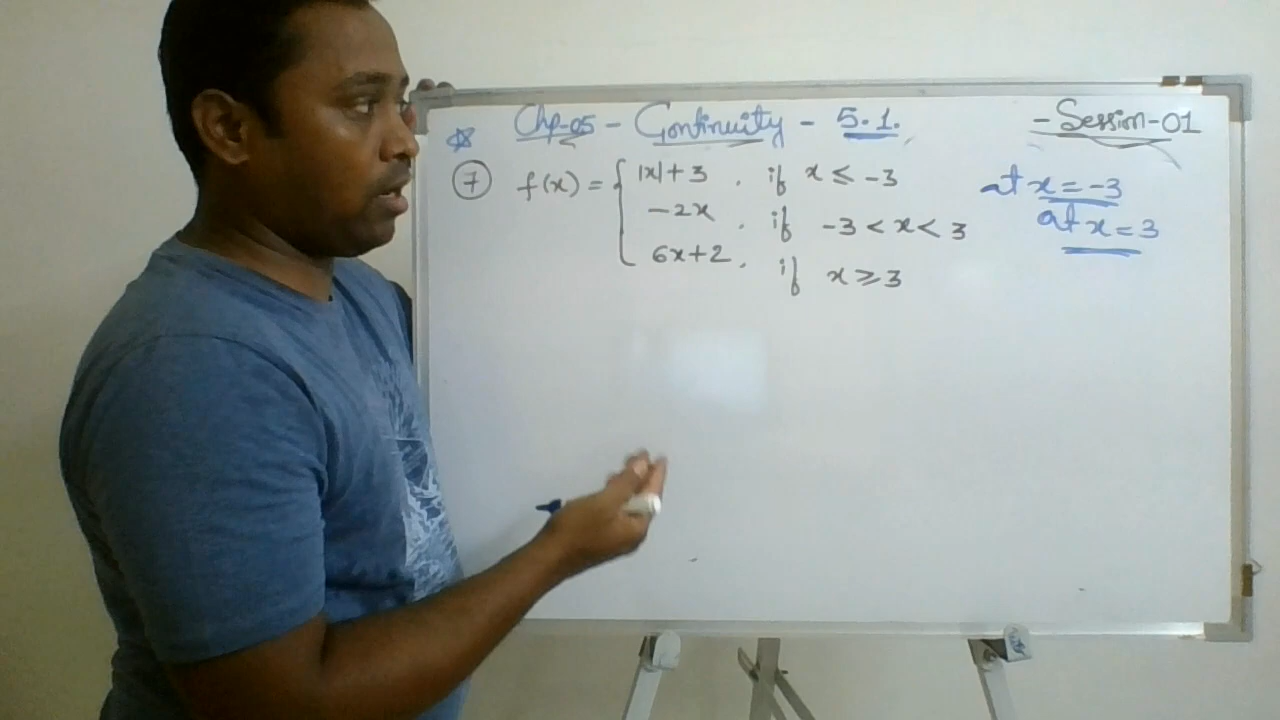 Chp-05 - Continuity - 5.1. - Session-01
⑦ f(x) = { |x|+3 , if x ≤ -3
-2x , if -3 < x < 3
6x+2 , if x ≥ 3
at x = -3
at x = 3